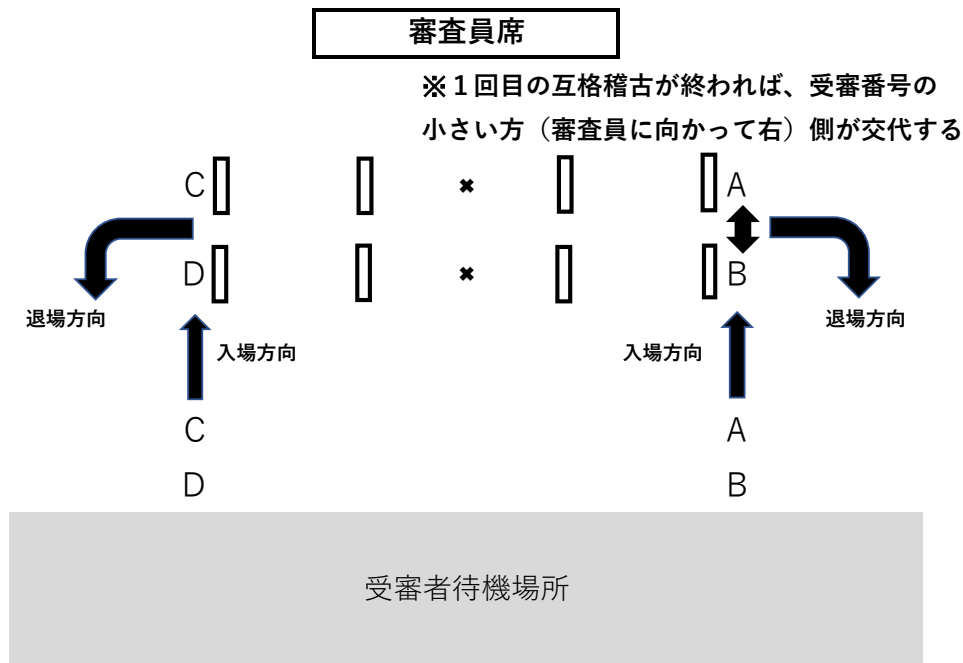 審査員席
※１回目の互格稽古が終われば、受審番号の
小さい方（審査員に向かって右）側が交代する
C A
D B
退場方向 退場方向
入場方向 入場方向
C A
D B
受審者待機場所